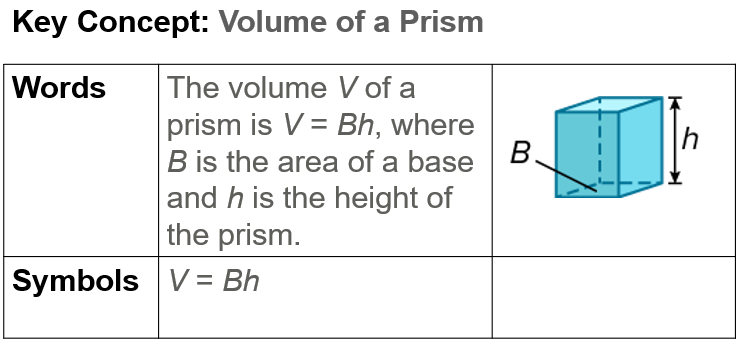 Key Concept: Volume of a Prism
Words
The volume V of a
prism is V = Bh, where
B is the area of a base
and h is the height of
the prism.
B
h
Symbols
V = Bh